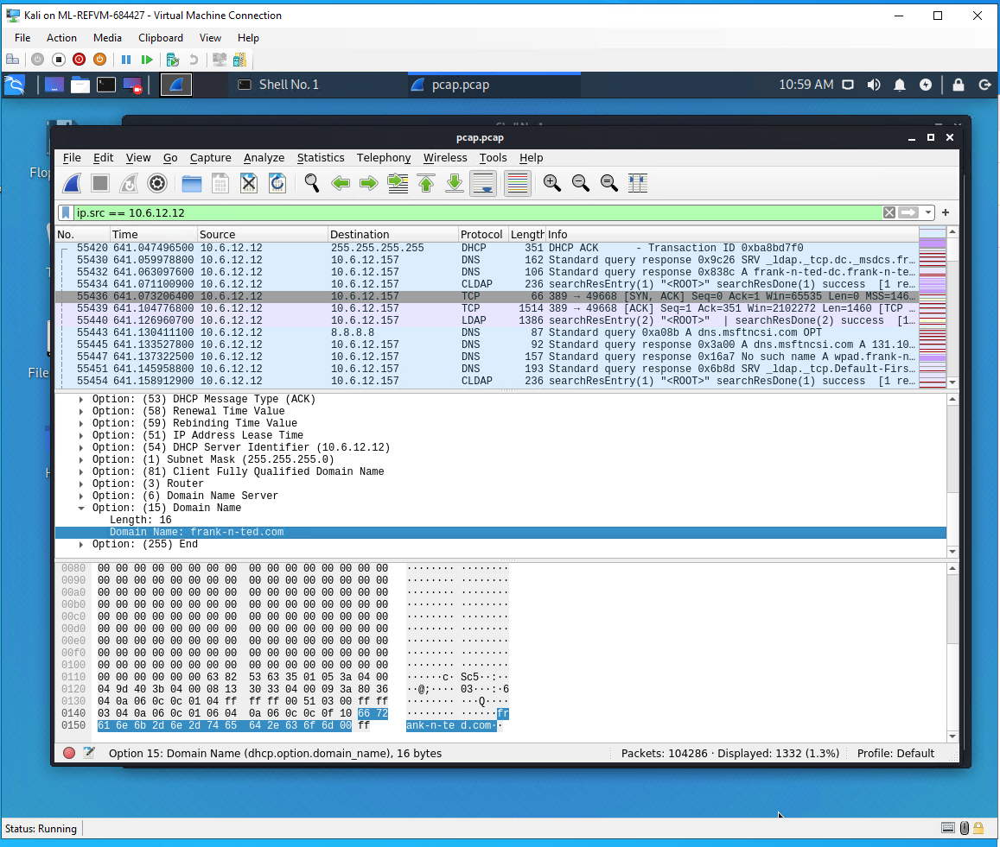 Kali on ML-REFVM-684427 - Virtual Machine Connection
File Action Media Clipboard View Help
Shell No. 1
pcap.pcap
10:59 AM
Shell No. 1
pcap.pcap
File Edit View Go Capture Analyze Statistics Telephony Wireless Tools Help
ip.src == 10.6.12.12
No. Time Source Destination Protocol Length Info
55420 641.047496500 10.6.12.12 255.255.255.255 DHCP 351 DHCP ACK - Transaction ID 0xba8bd7f0
55430 641.059978800 10.6.12.12 10.6.12.157 DNS 162 Standard query response 0x9c26 SRV _ldap._tcp.dc._msdcs.fr…
55432 641.063097600 10.6.12.12 10.6.12.157 DNS 106 Standard query response 0x838c A frank-n-ted-dc.frank-n-te…
55434 641.071100900 10.6.12.12 10.6.12.157 CLDAP 236 searchResEntry(1) "<ROOT>" searchResDone(1) success [1 re…
55436 641.073206400 10.6.12.12 10.6.12.157 TCP 66 389 → 49668 [SYN, ACK] Seq=0 Ack=1 Win=65535 Len=0 MSS=146…
55439 641.104776800 10.6.12.12 10.6.12.157 TCP 1514 389 → 49668 [ACK] Seq=1 Ack=351 Win=2102272 Len=1460 [TCP …
55440 641.126960700 10.6.12.12 10.6.12.157 LDAP 1386 searchResEntry(2) "<ROOT>" | searchResDone(2) success [1…
55443 641.130411100 10.6.12.12 8.8.8.8 DNS 87 Standard query 0xa08b A dns.msftncsi.com OPT
55445 641.133527800 10.6.12.12 10.6.12.157 DNS 92 Standard query response 0x3a00 A dns.msftncsi.com A 131.10…
55447 641.137322500 10.6.12.12 10.6.12.157 DNS 157 Standard query response 0x16a7 No such name A wpad.frank-n…
55451 641.145958800 10.6.12.12 10.6.12.157 DNS 193 Standard query response 0x6b8d SRV _ldap._tcp.Default-Firs…
55454 641.158912900 10.6.12.12 10.6.12.157 CLDAP 236 searchResEntry(1) "<ROOT>" searchResDone(1) success [1 re…
Option: (53) DHCP Message Type (ACK)
Option: (58) Renewal Time Value
Option: (59) Rebinding Time Value
Option: (51) IP Address Lease Time
Option: (54) DHCP Server Identifier (10.6.12.12)
Option: (1) Subnet Mask (255.255.255.0)
Option: (81) Client Fully Qualified Domain Name
Option: (3) Router
Option: (6) Domain Name Server
Option: (15) Domain Name
Length: 16
Domain Name: frank-n-ted.com
Option: (255) End
0080 00 00 00 00 00 00 00 00 00 00 00 00 00 00 00 00 ········ ········
0090 00 00 00 00 00 00 00 00 00 00 00 00 00 00 00 00 ········ ········
00a0 00 00 00 00 00 00 00 00 00 00 00 00 00 00 00 00 ········ ········
00b0 00 00 00 00 00 00 00 00 00 00 00 00 00 00 00 00 ········ ········
00c0 00 00 00 00 00 00 00 00 00 00 00 00 00 00 00 00 ········ ········
00d0 00 00 00 00 00 00 00 00 00 00 00 00 00 00 00 00 ········ ········
00e0 00 00 00 00 00 00 00 00 00 00 00 00 00 00 00 00 ········ ········
00f0 00 00 00 00 00 00 00 00 00 00 00 00 00 00 00 00 ········ ········
0100 00 00 00 00 00 00 00 00 00 00 00 00 00 00 00 00 ········ ········
0110 00 00 00 00 00 00 63 82 53 63 35 01 05 3a 04 00 ······c· Sc5··:··
0120 04 9d 40 3b 04 00 08 13 30 33 04 00 09 3a 80 36 ··@;···· 03···:·6
0130 04 0a 06 0c 0c 01 04 ff ff ff 00 51 03 00 ff ff ········ ···Q····
0140 03 04 0a 06 0c 01 06 04 0a 06 0c 0c 0f 10 66 72 ········ ······fr
0150 61 6e 6b 2d 6e 2d 74 65 64 2e 63 6f 6d 00 ff ank-n-te d.com··
Option 15: Domain Name (dhcp.option.domain_name), 16 bytes
Packets: 104286 · Displayed: 1332 (1.3%)
Profile: Default
Status: Running